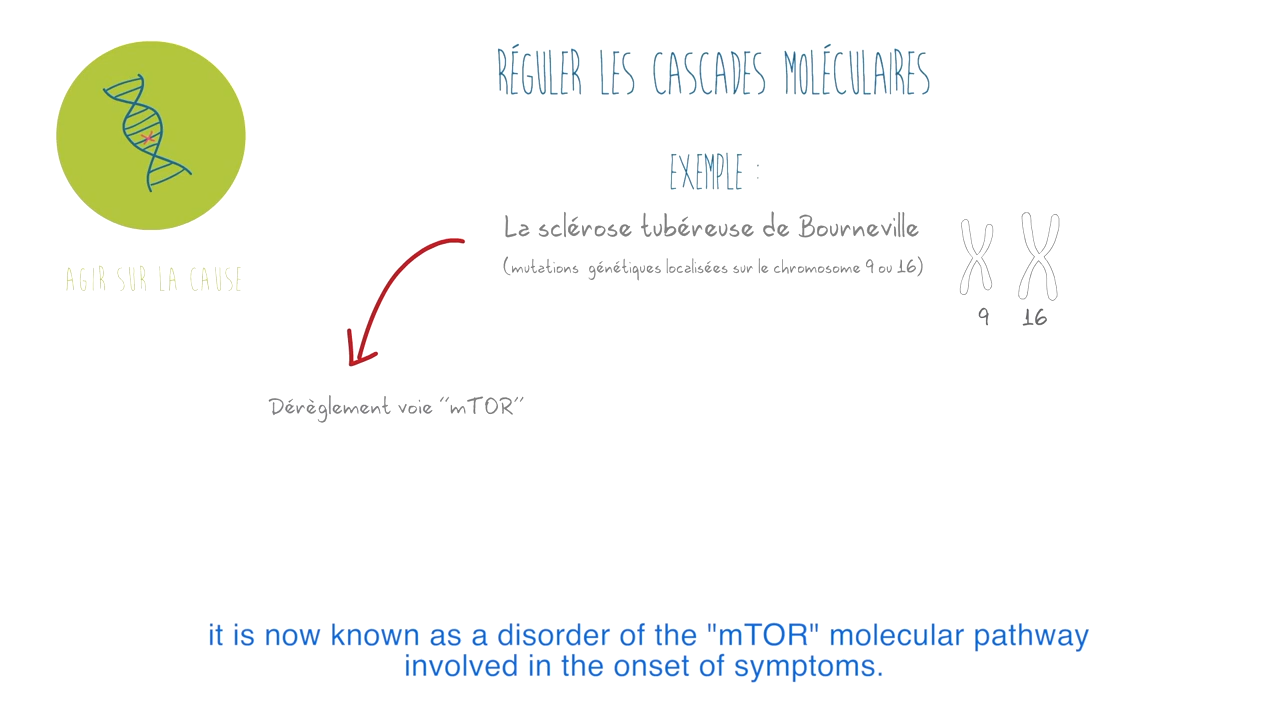 RÉGULER LES CASCADES MOLÉCULAIRES
EXEMPLE :
La sclérose tubéreuse de Bourneville
(mutations génétiques localisées sur le chromosome 9 ou 16)
9 16
AGIR SUR LA CAUSE
Dérèglement voie “mTOR”
it is now known as a disorder of the "mTOR" molecular pathway
involved in the onset of symptoms.